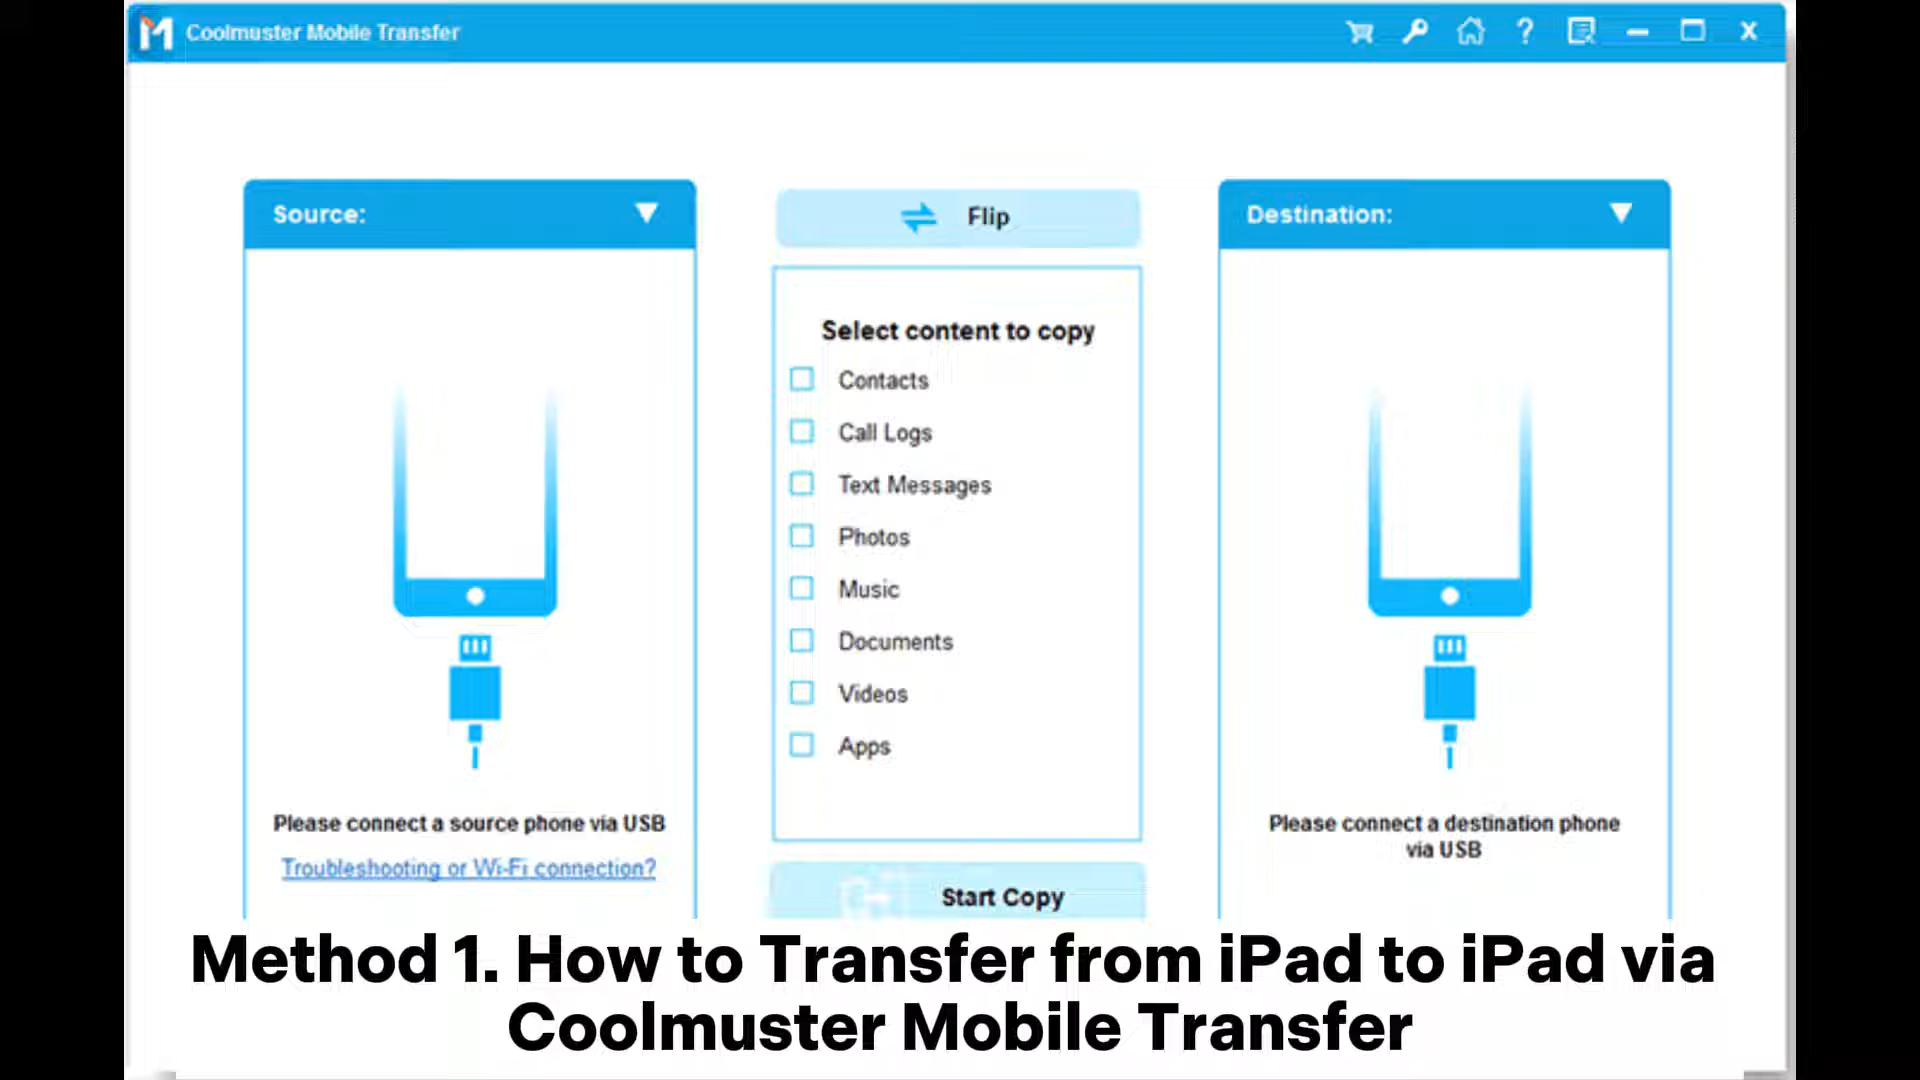 Coolmuster Mobile Transfer
Source:
Flip
Destination:
Select content to copy
Contacts
Call Logs
Text Messages
Photos
Music
Documents
Videos
Apps
Please connect a source phone via USB
Troubleshooting or Wi-Fi connection?
Please connect a destination phone
via USB
Start Copy
Method 1. How to Transfer from iPad to iPad via
Coolmuster Mobile Transfer